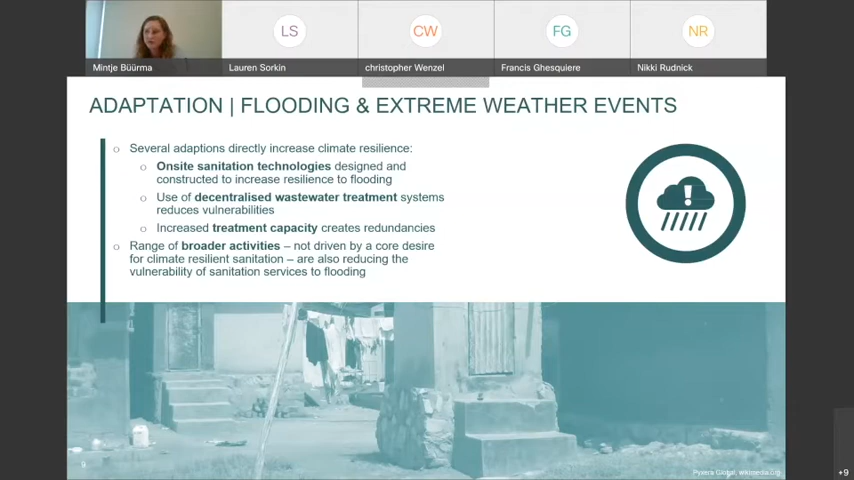 LS
CW
FG
NR
Mintje Büürma
Lauren Sorkin
christopher Wenzel
Francis Ghesquiere
Nikki Rudnick
ADAPTATION | FLOODING & EXTREME WEATHER EVENTS
Several adaptions directly increase climate resilience:
Onsite sanitation technologies designed and
constructed to increase resilience to flooding
Use of decentralised wastewater treatment systems
reduces vulnerabilities
Increased treatment capacity creates redundancies
Range of broader activities – not driven by a core desire
for climate resilient sanitation – are also reducing the
vulnerability of sanitation services to flooding
!
9
Pyxera Global, wikimedia.org
+9